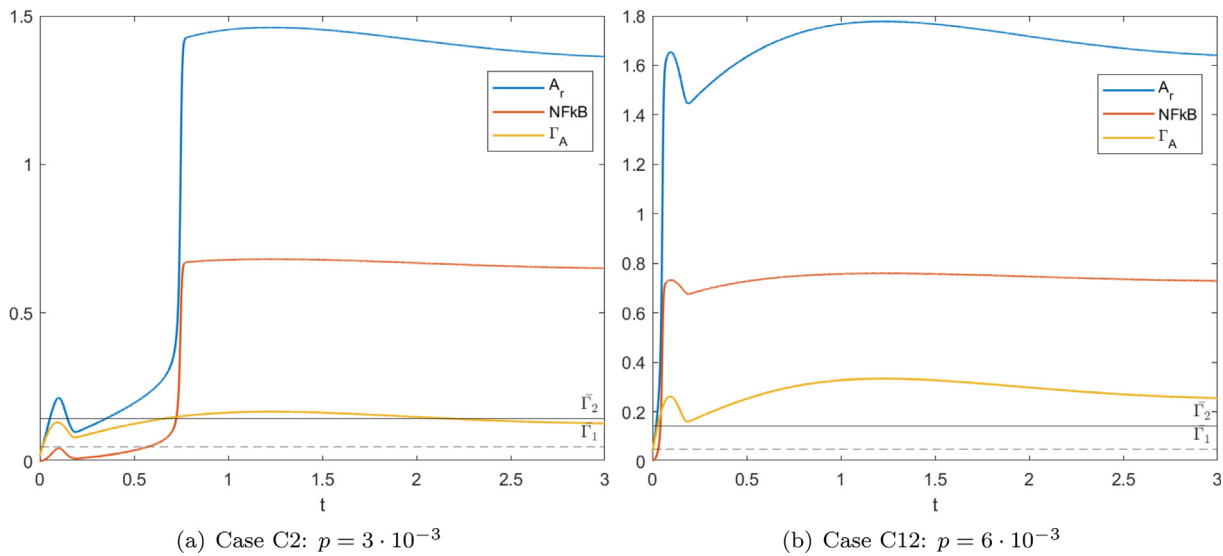 1.5
1
0.5
0
0 0.5 1 1.5 2 2.5 3
t
A_r
NFkB
Γ_A
Γ̄_2
Γ̄_1
(a) Case C2: p = 3 · 10⁻³
1.8
1.6
1.4
1.2
1
0.8
0.6
0.4
0.2
0
0 0.5 1 1.5 2 2.5 3
t
A_r
NFkB
Γ_A
Γ̄_2
Γ̄_1
(b) Case C12: p = 6 · 10⁻³